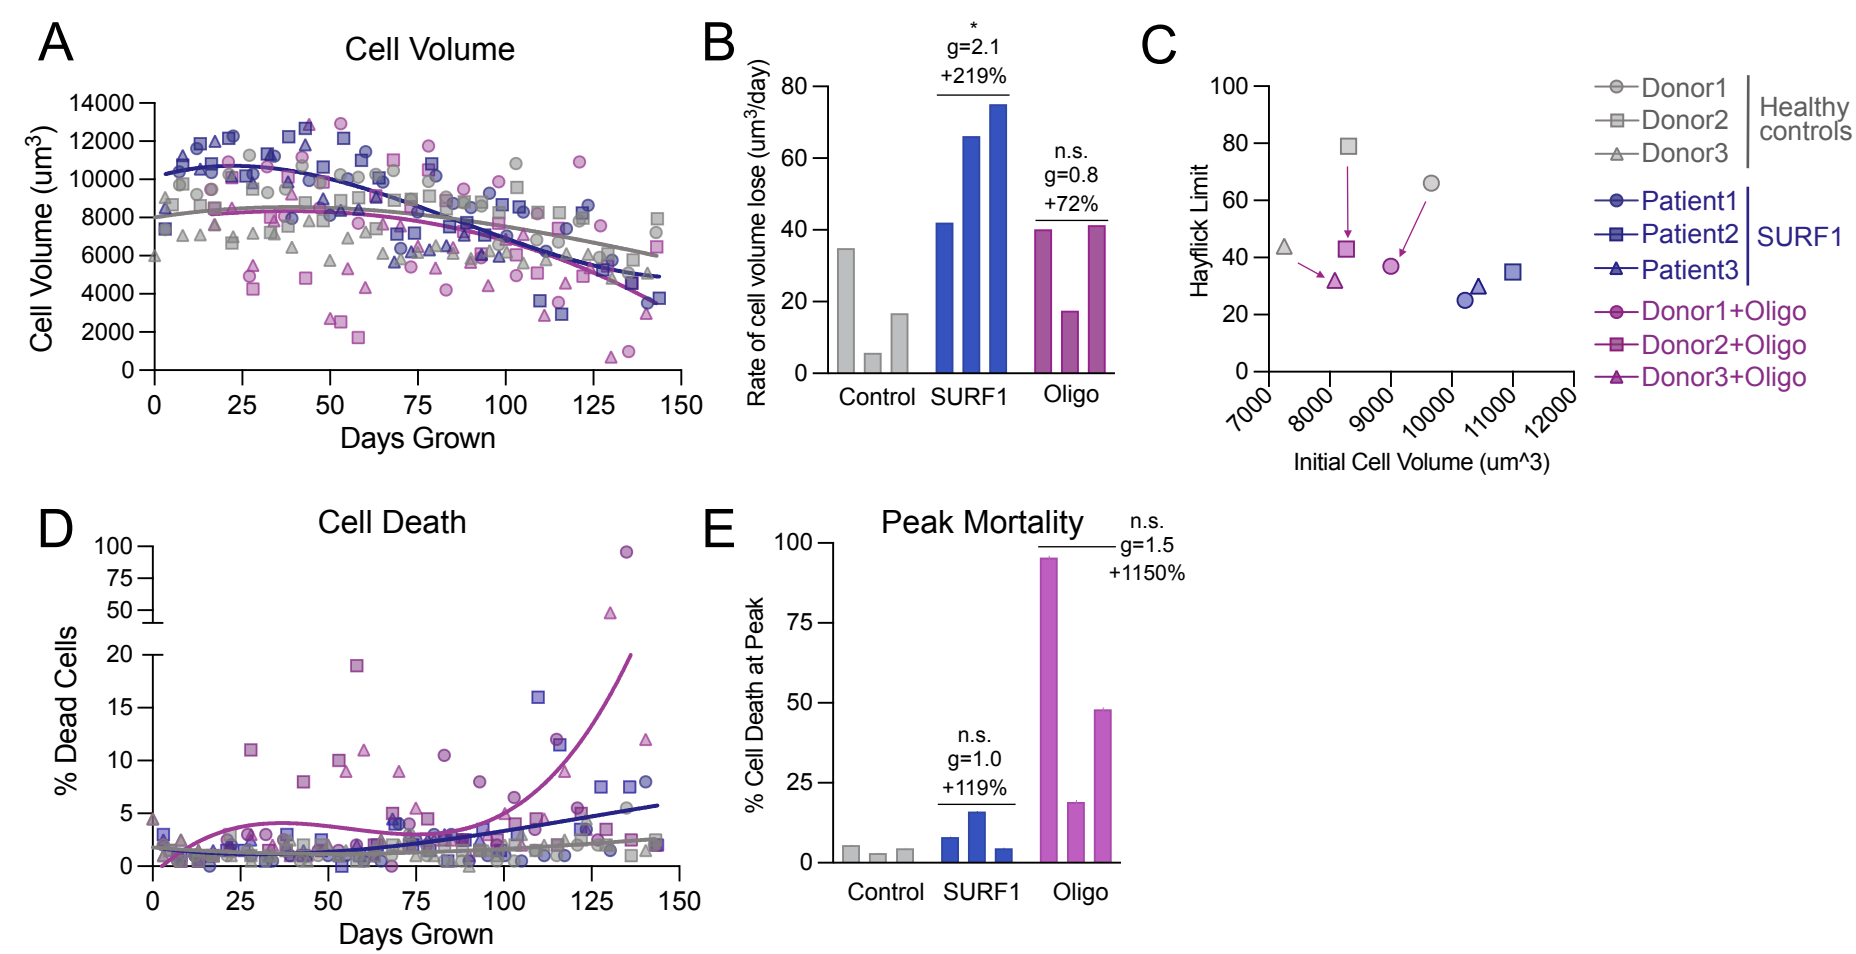 A
Cell Volume
Cell Volume (um³)
14000
12000
10000
8000
6000
4000
2000
0
0 25 50 75 100 125 150
Days Grown
B
Rate of cell volume lose (um³/day)
80
60
40
20
0
*
g=2.1
+219%
n.s.
g=0.8
+72%
Control SURF1 Oligo
C
Hayflick Limit
100
80
60
40
20
0
7000 8000 9000 10000 11000 12000
Initial Cell Volume (um^3)
Donor1
Donor2
Donor3
Healthy
controls
Patient1
Patient2
Patient3
SURF1
Donor1+Oligo
Donor2+Oligo
Donor3+Oligo
D
Cell Death
% Dead Cells
100
75
50
20
15
10
5
0
0 25 50 75 100 125 150
Days Grown
E
Peak Mortality
% Cell Death at Peak
100
75
50
25
0
n.s.
g=1.0
+119%
n.s.
g=1.5
+1150%
Control SURF1 Oligo